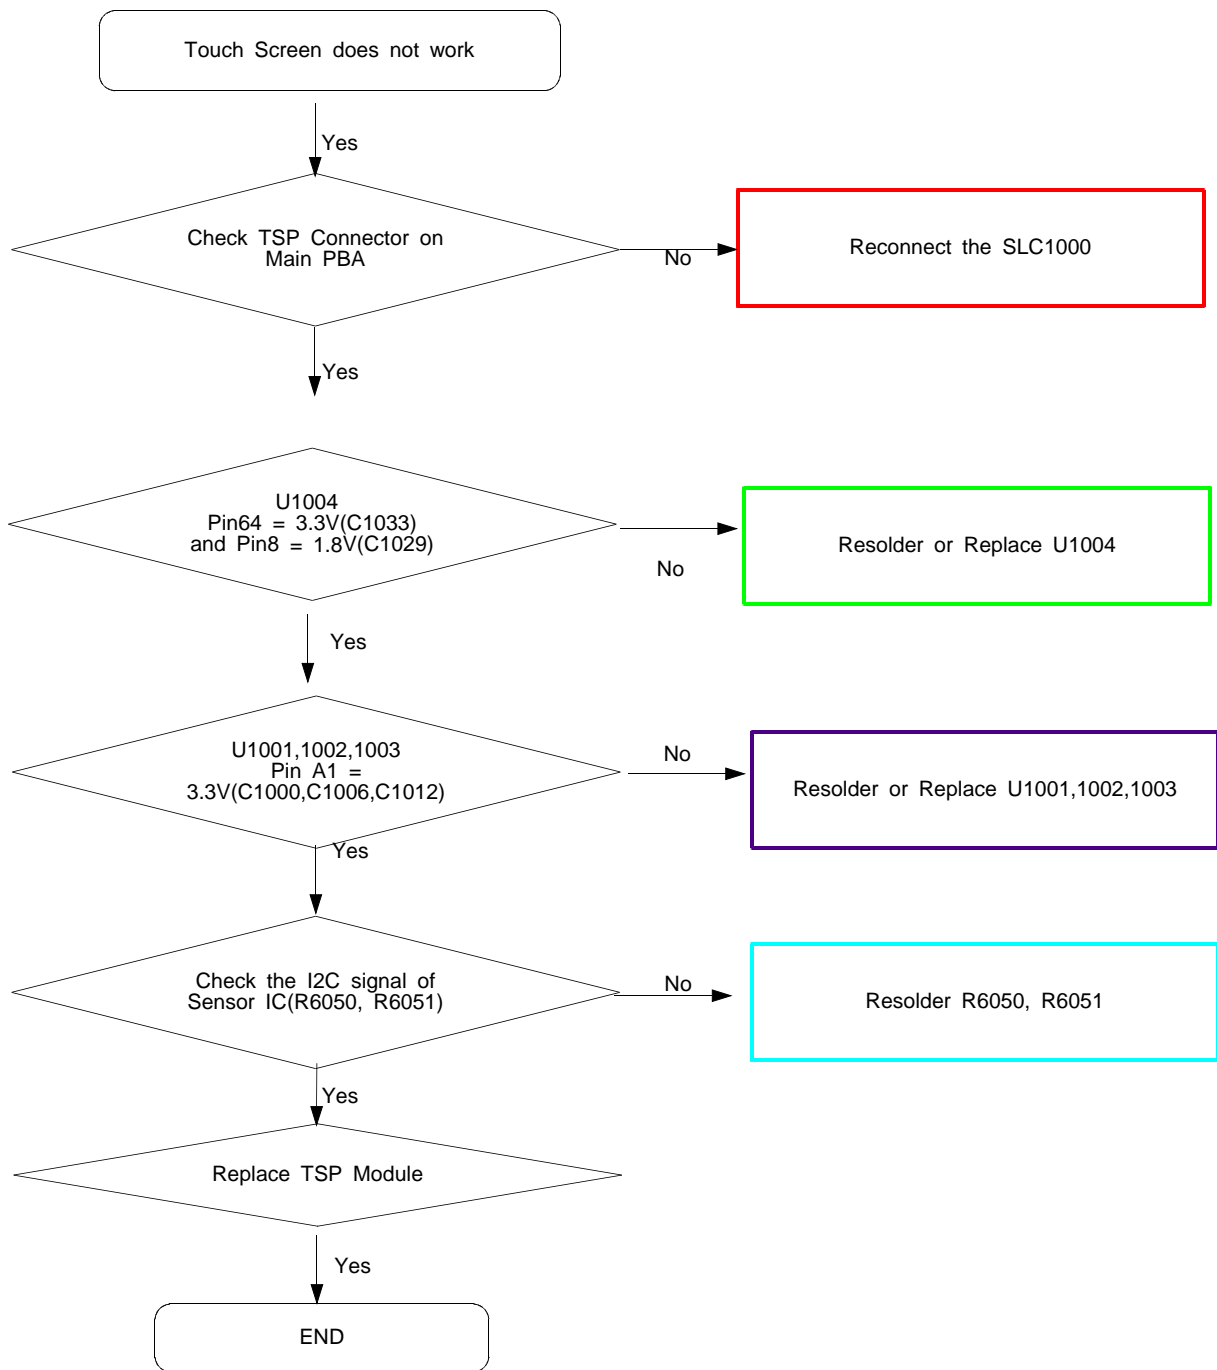 Touch Screen does not work
Yes
Check TSP Connector on
Main PBA
No
Reconnect the SLC1000
Yes
U1004
Pin64 = 3.3V(C1033)
and Pin8 = 1.8V(C1029)
No
Resolder or Replace U1004
Yes
U1001,1002,1003
Pin A1 =
3.3V(C1000,C1006,C1012)
No
Resolder or Replace U1001,1002,1003
Yes
Check the I2C signal of
Sensor IC(R6050, R6051)
No
Resolder R6050, R6051
Yes
Replace TSP Module
Yes
END